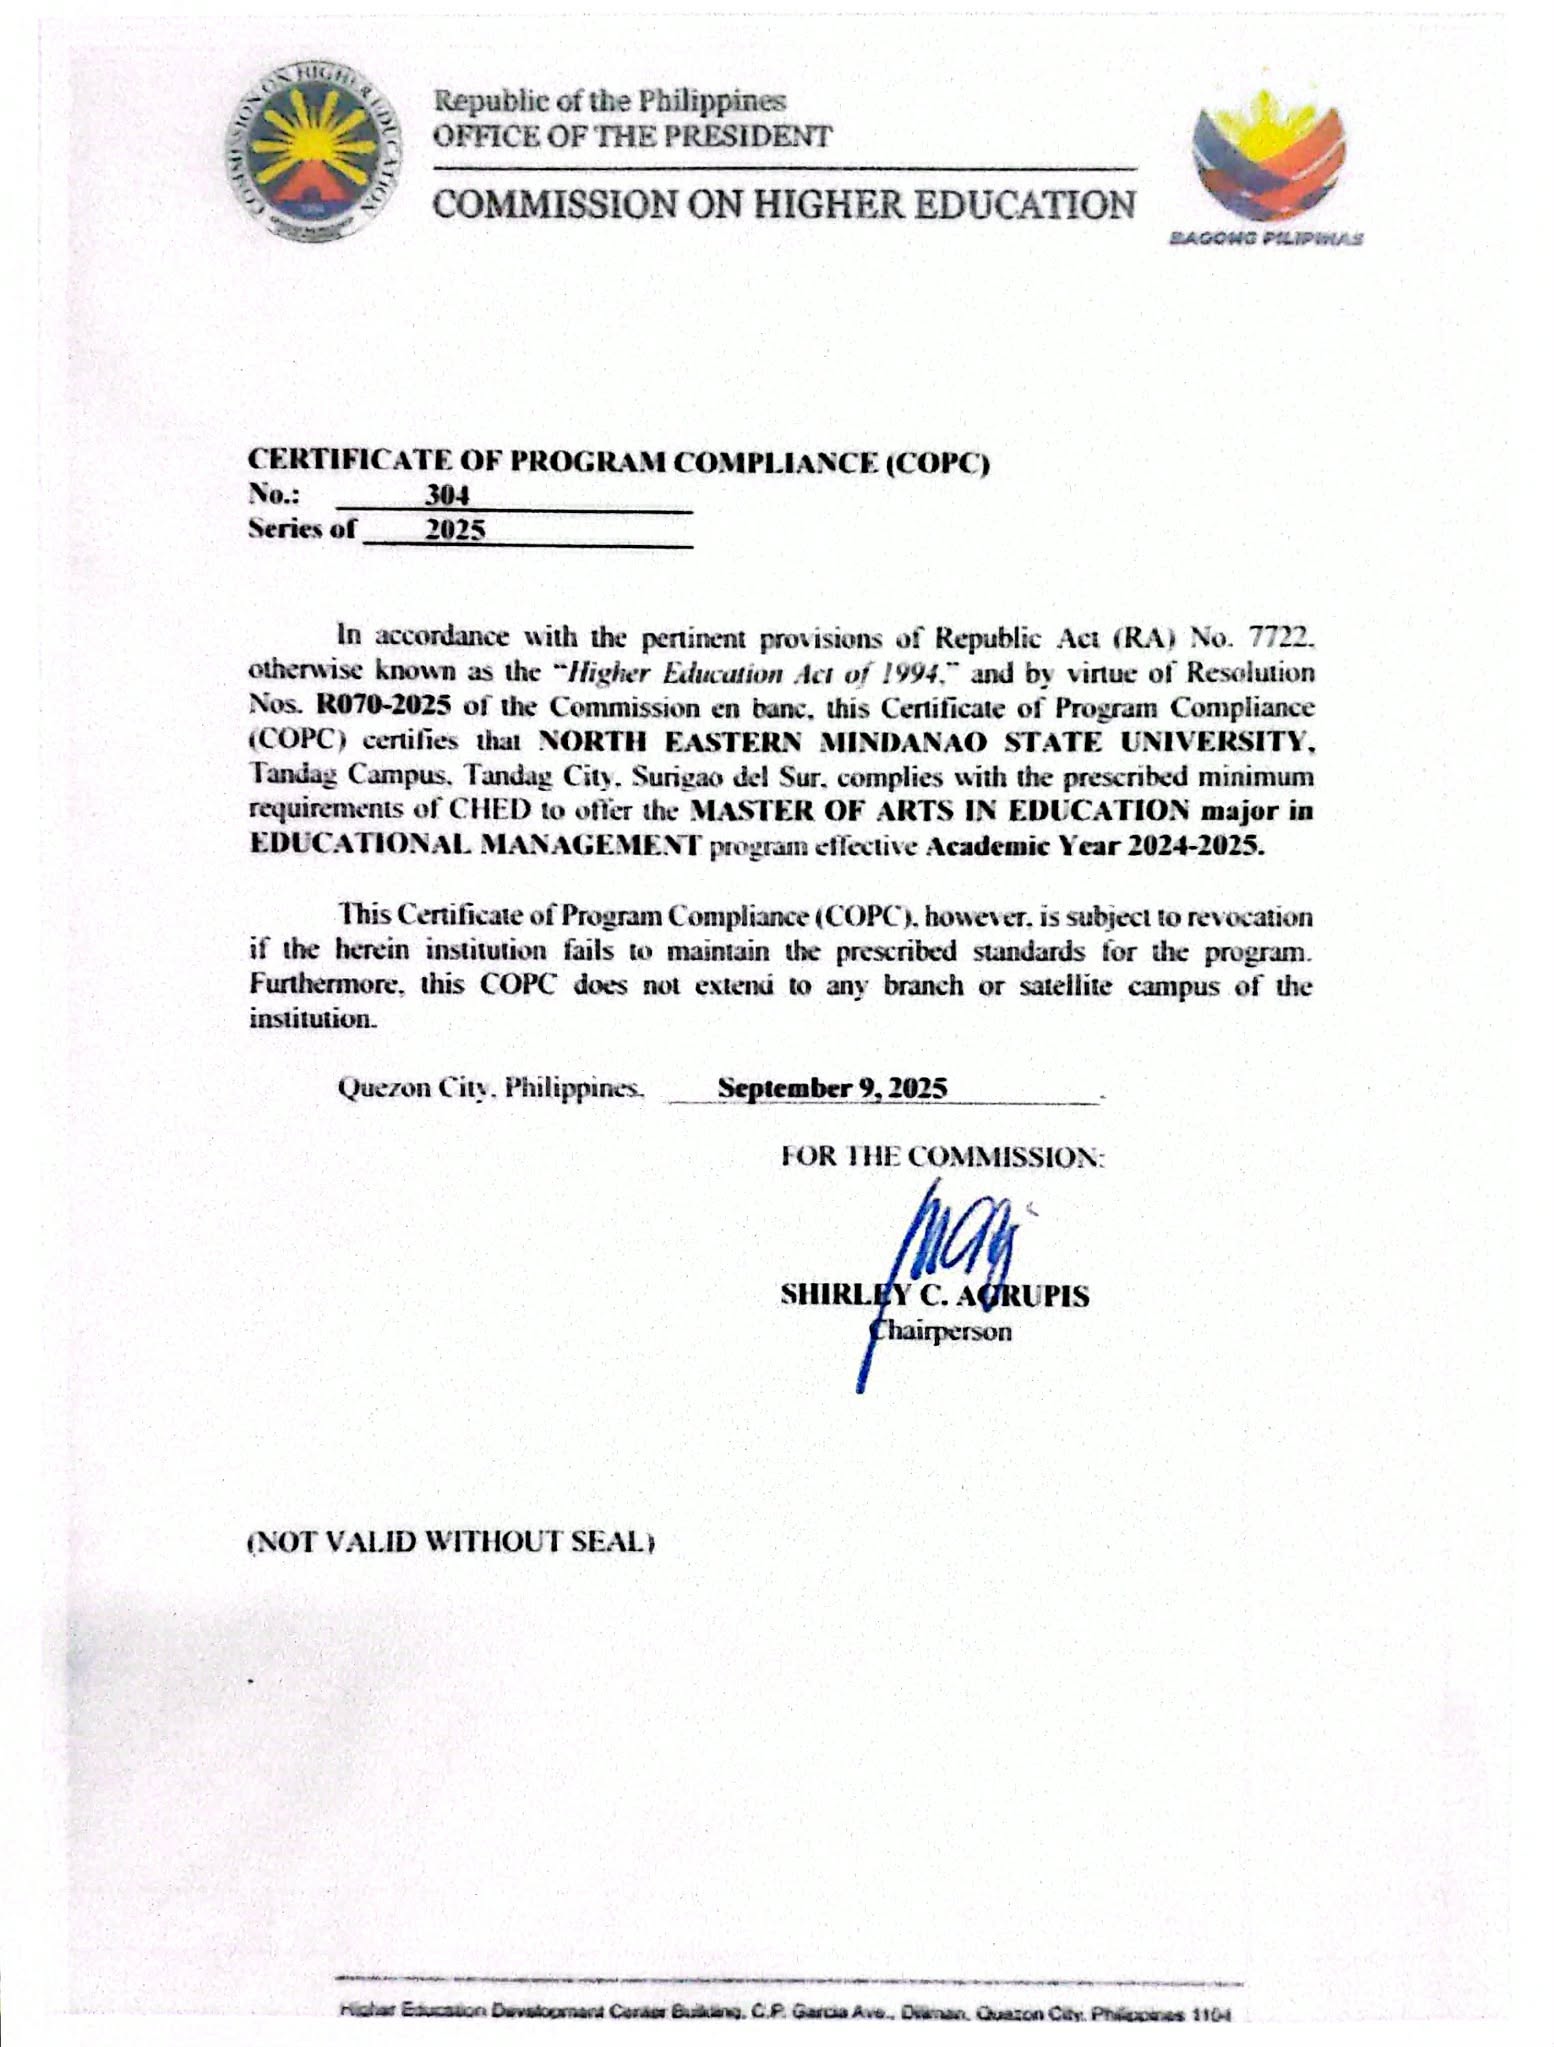 COMMISSION ON HIGHER EDUCATION
1994
Republic of the Philippines
OFFICE OF THE PRESIDENT
COMMISSION ON HIGHER EDUCATION
BAGONG PILIPINAS
CERTIFICATE OF PROGRAM COMPLIANCE (COPC)
No.: 304
Series of 2025
In accordance with the pertinent provisions of Republic Act (RA) No. 7722,
otherwise known as the “Higher Education Act of 1994,” and by virtue of Resolution
Nos. R070-2025 of the Commission en banc, this Certificate of Program Compliance
(COPC) certifies that NORTH EASTERN MINDANAO STATE UNIVERSITY,
Tandag Campus, Tandag City, Surigao del Sur, complies with the prescribed minimum
requirements of CHED to offer the MASTER OF ARTS IN EDUCATION major in
EDUCATIONAL MANAGEMENT program effective Academic Year 2024-2025.
This Certificate of Program Compliance (COPC), however, is subject to revocation
if the herein institution fails to maintain the prescribed standards for the program.
Furthermore, this COPC does not extend to any branch or satellite campus of the
institution.
Quezon City, Philippines, September 9, 2025.
FOR THE COMMISSION:
SHIRLEY C. AGRUPIS
Chairperson
(NOT VALID WITHOUT SEAL)
Higher Education Development Center Building, C.P. Garcia Ave., Diliman, Quezon City, Philippines 1104